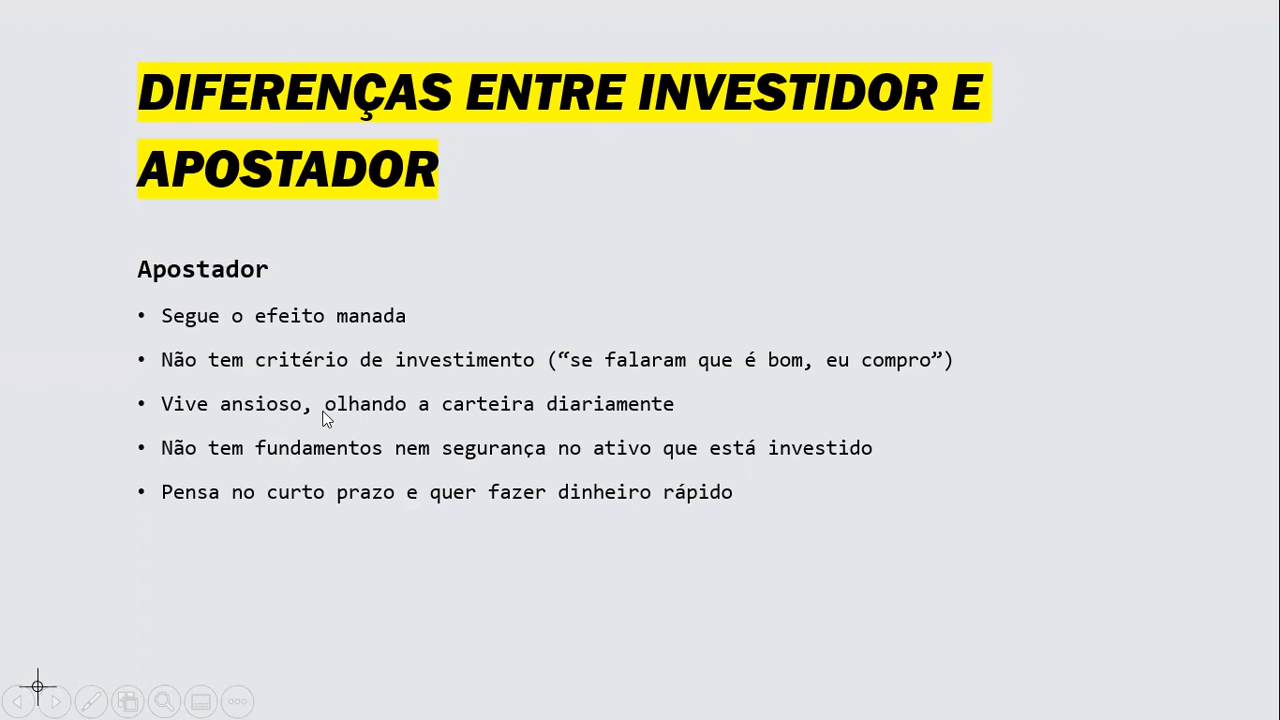 DIFERENÇAS ENTRE INVESTIDOR E
APOSTADOR
Apostador
• Segue o efeito manada
• Não tem critério de investimento (“se falaram que é bom, eu compro”)
• Vive ansioso, olhando a carteira diariamente
• Não tem fundamentos nem segurança no ativo que está investido
• Pensa no curto prazo e quer fazer dinheiro rápido